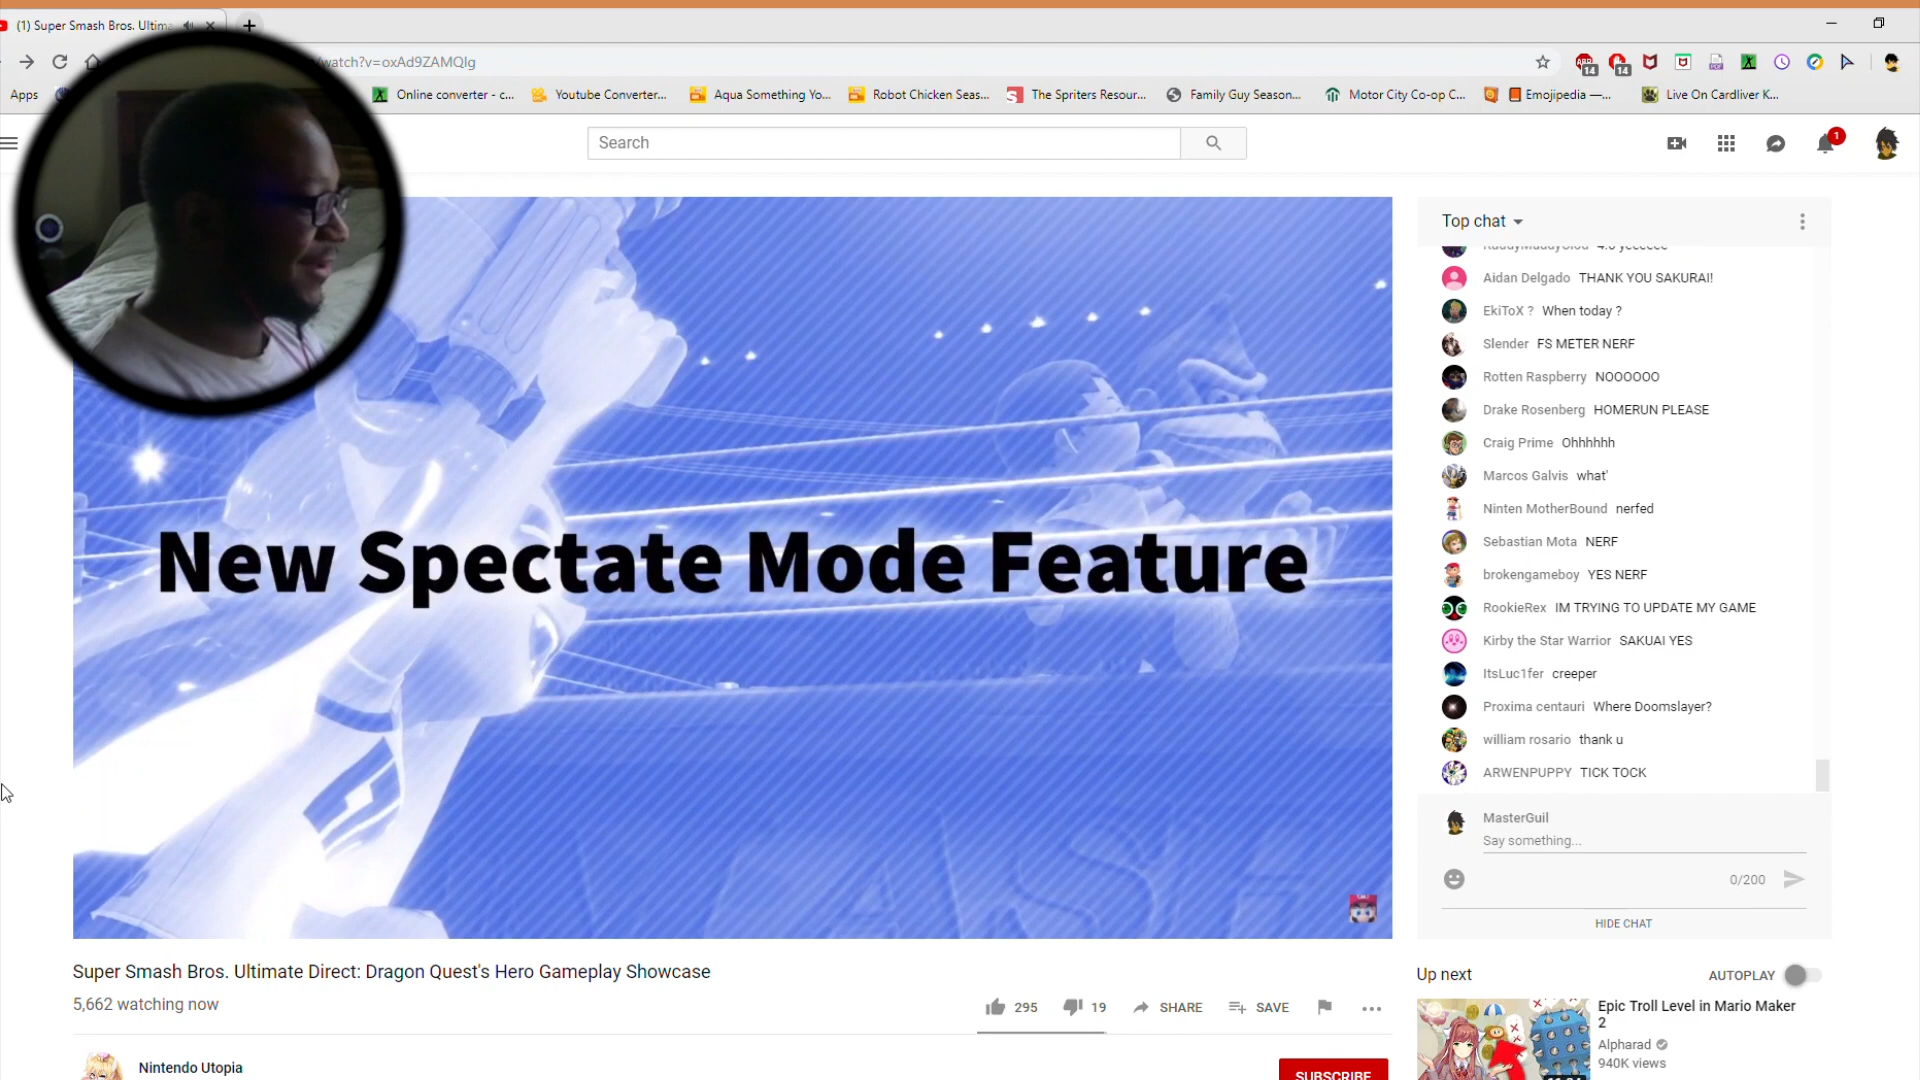 (1) Super Smash Bros. Ultima
/watch?v=oxAd9ZAMQIg
14
14
Apps
Online converter - c...
Youtube Converter...
Aqua Something Yo...
Robot Chicken Seas...
The Spriters Resour...
Family Guy Season...
Motor City Co-op C...
Emojipedia —...
Live On Cardliver K...
Search
1
Top chat
Aidan Delgado THANK YOU SAKURAI!!
EkiToX ? When today ?
Slender FS METER NERF
Rotten Raspberry NOOOOOO
Drake Rosenberg HOMERUN PLEASE
Craig Prime Ohhhhhh
Marcos Galvis what'
Ninten MotherBound nerfed
Sebastian Mota NERF
brokengameboy YES NERF
RookieRex IM TRYING TO UPDATE MY GAME
Kirby the Star Warrior SAKUAI YES
ItsLuc1fer creeper
Proxima centauri Where Doomslayer?
william rosario thank u
ARWENPUPPY TICK TOCK
MasterGuil
Say something...
0/200
HIDE CHAT
New Spectate Mode Feature
Super Smash Bros. Ultimate Direct: Dragon Quest's Hero Gameplay Showcase
5,662 watching now
295
19
SHARE
SAVE
Nintendo Utopia
SUBSCRIBE
Up next
AUTOPLAY
Epic Troll Level in Mario Maker
2
Alpharad
940K views